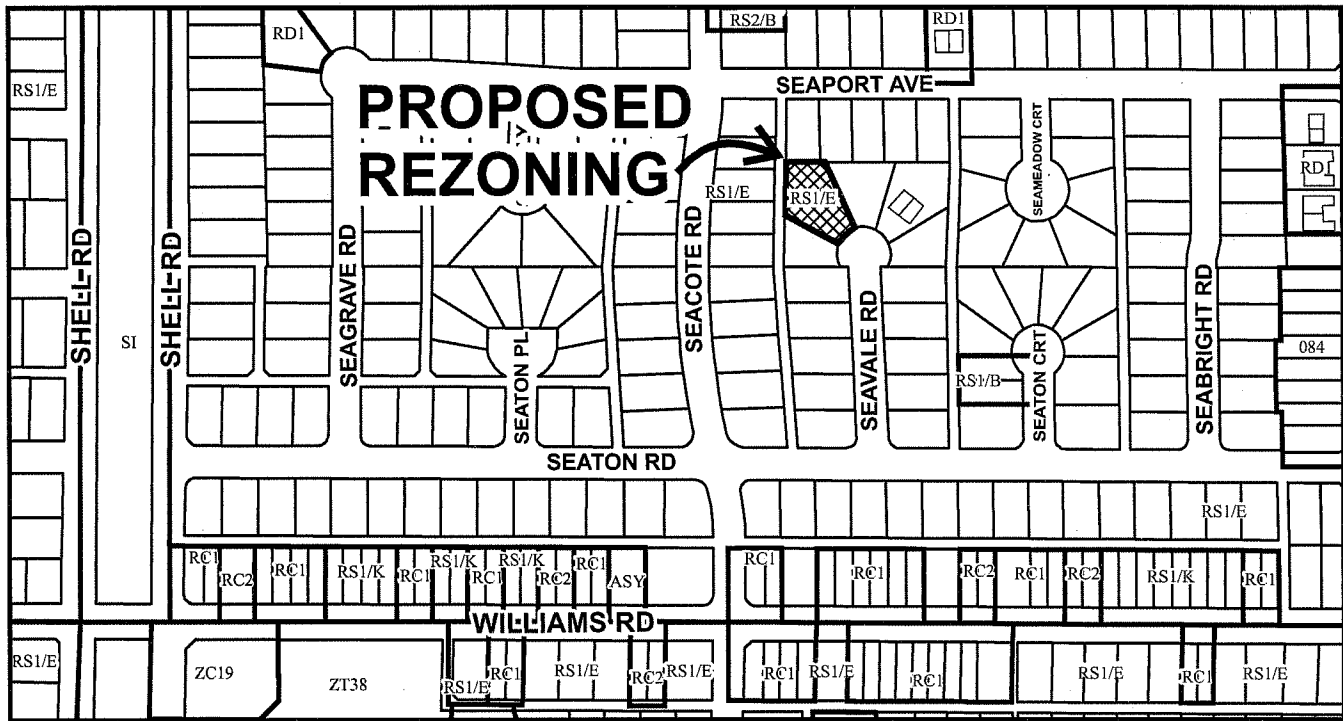 RS2/B
RD1
RD1
RS1/E
SEAPORT AVE
PROPOSED
REZONING
RS1/E
RS1/E
SEAMEADOW CRT
RD1
SHELL RD
SI
SHELL RD
SEAGRAVE RD
SEATON PL
SEACOTE RD
SEAVALE RD
RS1/B
SEATON CRT
SEABRIGHT RD
084
SEATON RD
RS1/E
RC1
RC2
RC1
RS1/K
RC1
RS1/K
RC1
RS1/K
RC2
RC1
ASY
RC1
RC1
RC2
RC1
RC2
RS1/K
RC1
WILLIAMS RD
RS1/E
ZC19
ZT38
RS1/E
RC1
RS1/E
RC2
RS1/E
RC1
RS1/E
RC1
RS1/E
RC1
RS1/E